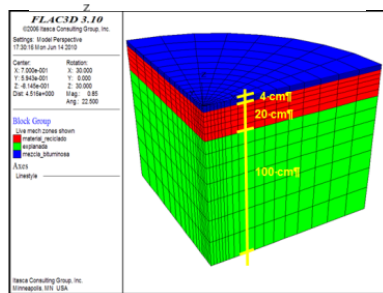 Z
FLAC3D 3.10
©2006 Itasca Consulting Group, Inc.
Settings: Model Perspective
17:30:16 Mon Jun 14 2010
Center:
X: 7.000e-001
Y: 5.943e-001
Z: -6.145e-001
Dist: 4.516e+000
Rotation:
X: 30.000
Y: 0.000
Z: 30.000
Mag.: 0.85
Ang.: 22.500
Block Group
Live mech zones shown
material_reciclado
explanada
mezcla_bituminosa
Axes
Linestyle
Itasca Consulting Group, Inc.
Minneapolis, MN USA
4·cm¶
20·cm¶
100·cm¶